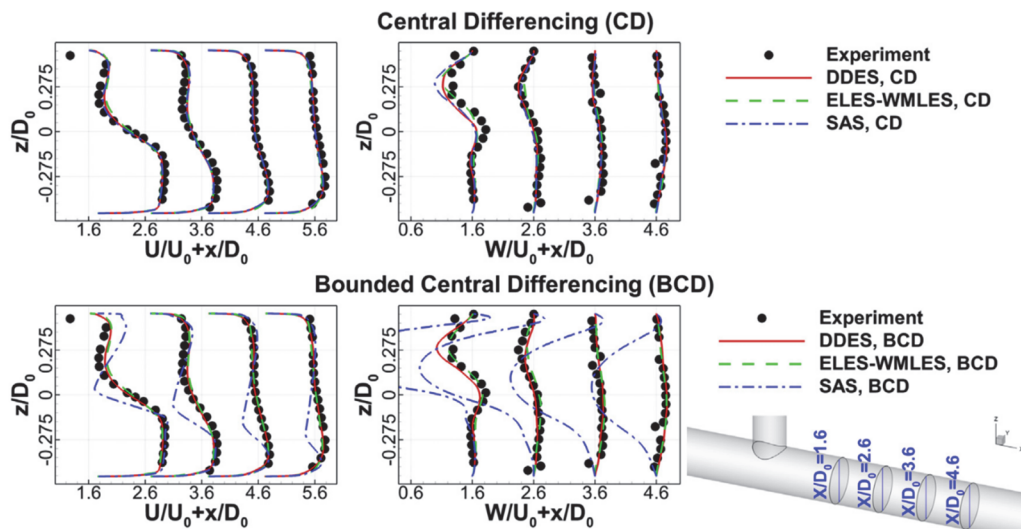 Central Differencing (CD)
z/D₀
0.275
0
-0.275
1.6 2.6 3.6 4.6 5.6
U/U₀+x/D₀
z/D₀
0.275
0
-0.275
0.6 1.6 2.6 3.6 4.6
W/U₀+x/D₀
Experiment
DDES, CD
ELES-WMLES, CD
SAS, CD
Bounded Central Differencing (BCD)
z/D₀
0.275
0
-0.275
1.6 2.6 3.6 4.6 5.6
U/U₀+x/D₀
z/D₀
0.275
0
-0.275
0.6 1.6 2.6 3.6 4.6
W/U₀+x/D₀
Experiment
DDES, BCD
ELES-WMLES, BCD
SAS, BCD
X/D₀=1.6
X/D₀=2.6
X/D₀=3.6
X/D₀=4.6